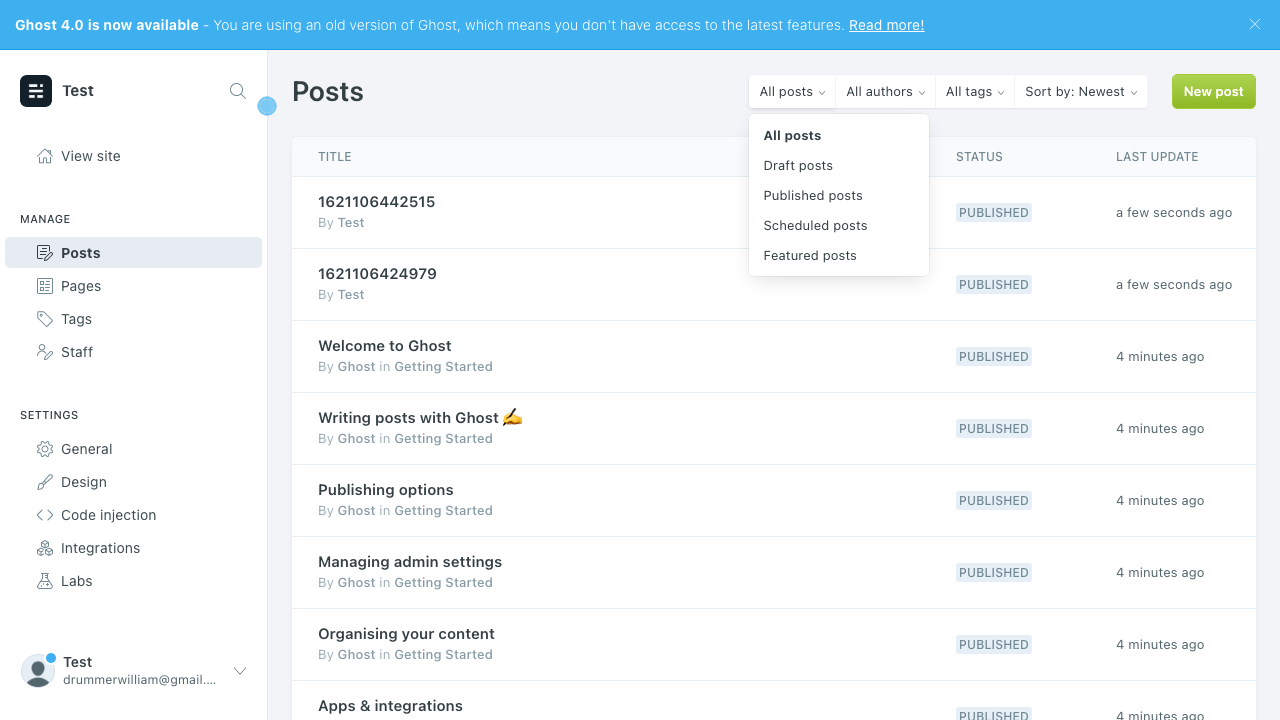 Ghost 4.0 is now available - You are using an old version of Ghost, which means you don't have access to the latest features. Read more!
Test
View site
MANAGE
Posts
Pages
Tags
Staff
SETTINGS
General
Design
Code injection
Integrations
Labs
Test
drummerwilliam@gmail....
Posts
All posts
All authors
All tags
Sort by: Newest
New post
All posts
Draft posts
Published posts
Scheduled posts
Featured posts
TITLE
STATUS
LAST UPDATE
1621106442515
By Test
PUBLISHED
a few seconds ago
1621106424979
By Test
PUBLISHED
a few seconds ago
Welcome to Ghost
By Ghost in Getting Started
PUBLISHED
4 minutes ago
Writing posts with Ghost ✍️
By Ghost in Getting Started
PUBLISHED
4 minutes ago
Publishing options
By Ghost in Getting Started
PUBLISHED
4 minutes ago
Managing admin settings
By Ghost in Getting Started
PUBLISHED
4 minutes ago
Organising your content
By Ghost in Getting Started
PUBLISHED
4 minutes ago
Apps & integrations
PUBLISHED
4 minutes ago